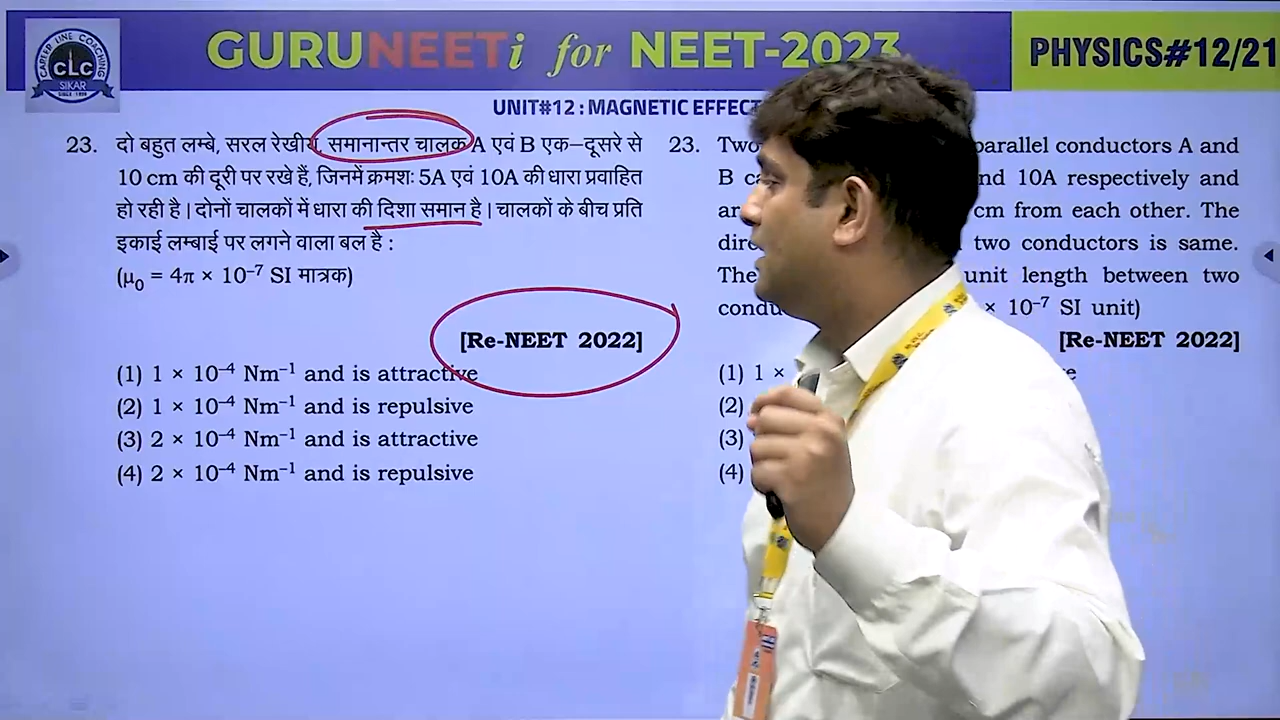 GURUNEETi for NEET-2023
PHYSICS#12/21
CAREER LINE COACHING
CLC
SIKAR
SINCE-1996
UNIT#12 : MAGNETIC EFFECT
23. दो बहुत लम्बे, सरल रेखीय, समानान्तर चालक A एवं B एक–दूसरे से
10 cm की दूरी पर रखे हैं, जिनमें क्रमशः 5A एवं 10A की धारा प्रवाहित
हो रही है। दोनों चालकों में धारा की दिशा समान है। चालकों के बीच प्रति
इकाई लम्बाई पर लगने वाला बल है :
(μ₀ = 4π × 10⁻⁷ SI मात्रक)
[Re-NEET 2022]
(1) 1 × 10⁻⁴ Nm⁻¹ and is attractive
(2) 1 × 10⁻⁴ Nm⁻¹ and is repulsive
(3) 2 × 10⁻⁴ Nm⁻¹ and is attractive
(4) 2 × 10⁻⁴ Nm⁻¹ and is repulsive
23. Two parallel conductors A and
B 10A respectively and
cm from each other. The
two conductors is same.
The unit length between two
× 10⁻⁷ SI unit)
[Re-NEET 2022]
(1) 1 ×
(2)
(3)
(4)